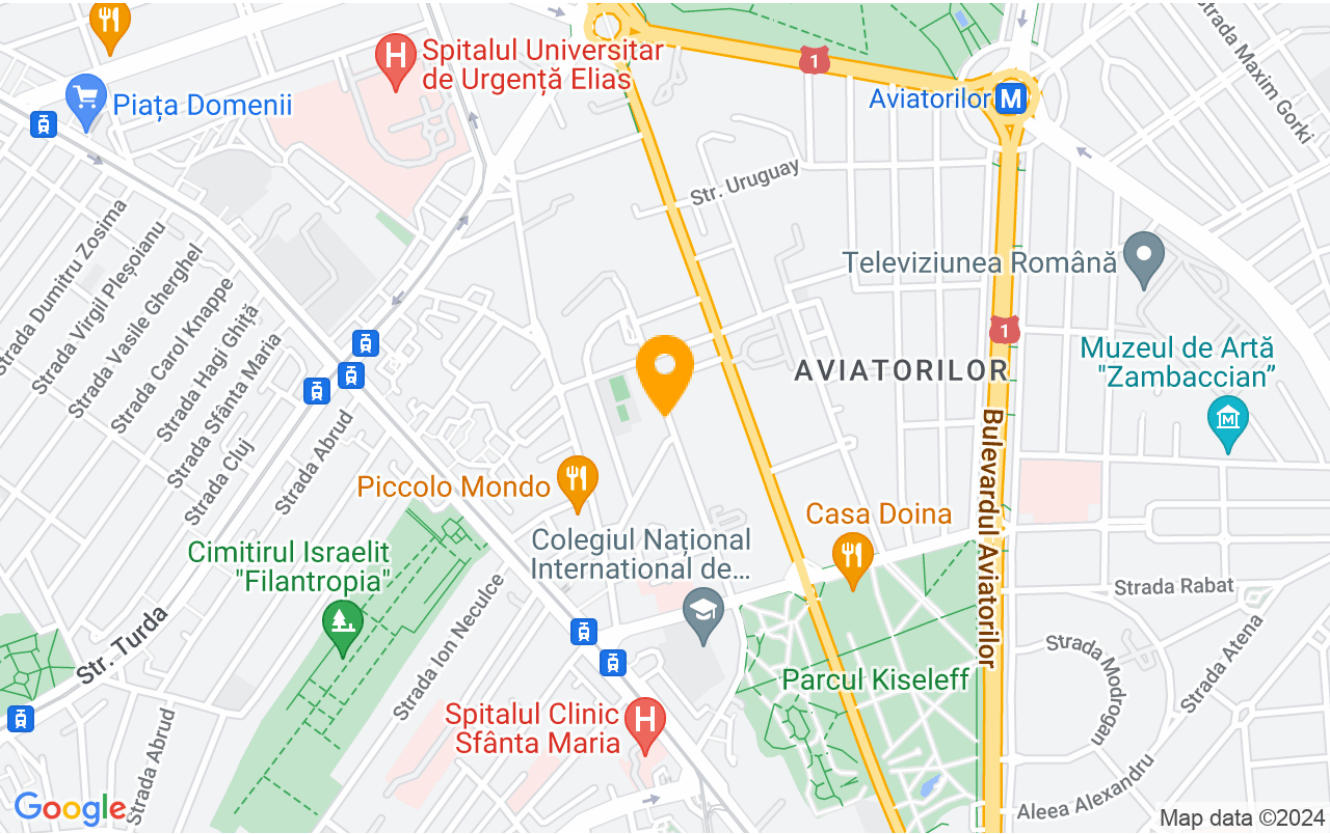 Spitalul Universitar
de Urgență Elias
1
Strada Maxim Gorki
Piața Domenii
Aviatorilor
M
Str. Uruguay
Strada Dumitru Zosima
Strada Virgil Pleșoianu
Strada Vasile Gherghel
Strada Carol Knappe
Strada Hagi Ghiță
Strada Sfânta Maria
Strada Cluj
Strada Abrud
Televiziunea Română
1
Muzeul de Artă
"Zambaccian”
AVIATORILOR
Bulevardul Aviatorilor
Piccolo Mondo
Casa Doina
Colegiul Național
Internațional de...
Cimitirul Israelit
"Filantropia"
Strada Ion Neculce
Str. Turda
Strada Rabat
Strada Modrogan
Strada Atena
Parcul Kiseleff
Spitalul Clinic
Sfânta Maria
Strada Abrud
Aleea Alexandru
Google
Map data ©2024